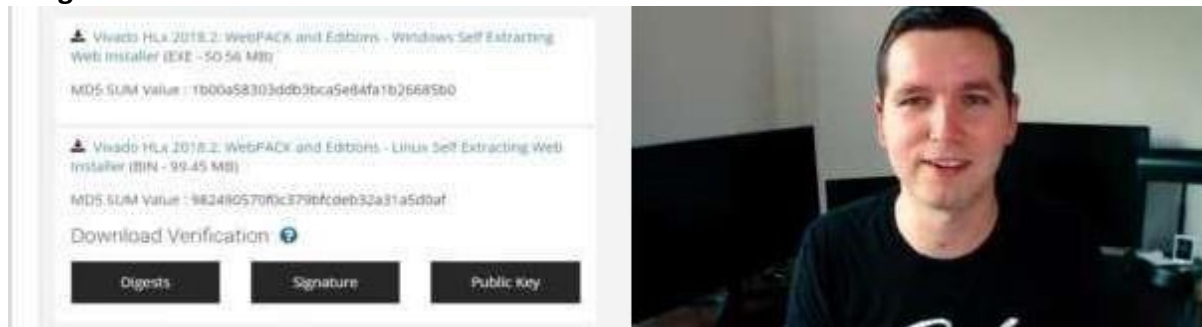 Vivado HLx 2018.2: WebPACK and Editions - Windows Self Extracting
Web Installer (EXE - 50.56 MB)
MD5 SUM Value : 1b00a58303ddb3bca5e84fa1b26685b0
Vivado HLx 2018.2: WebPACK and Editions - Linux Self Extracting Web
Installer (BIN - 99.45 MB)
MD5 SUM Value : 982490570f0c379bfcdeb32a31a5d0af
Download Verification
Digests
Signature
Public Key